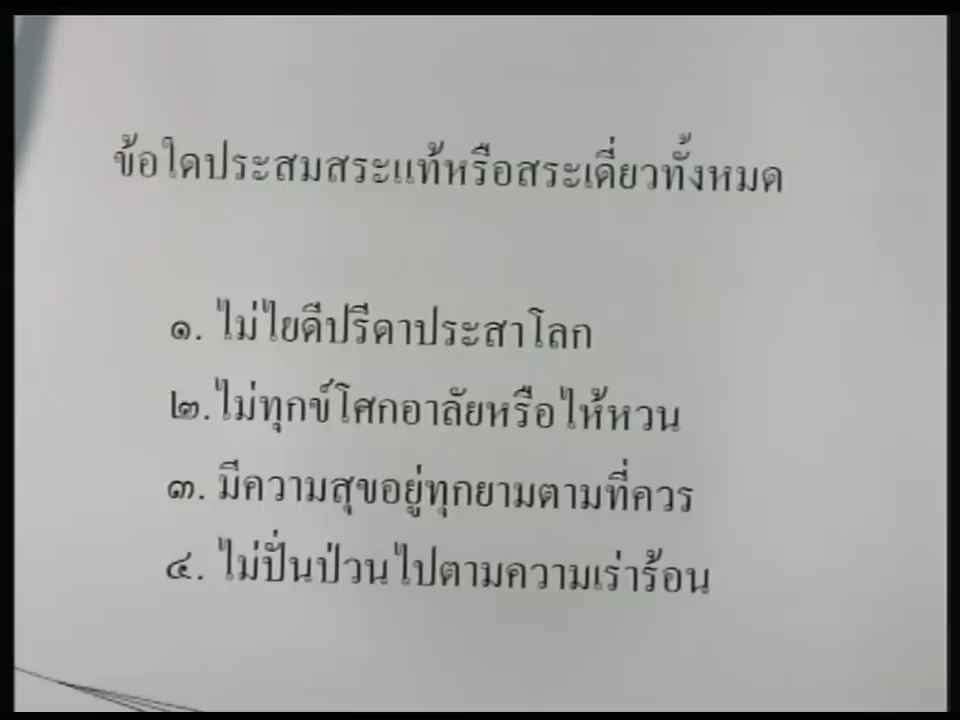 ข้อใดประสมสระแท้หรือสระเดี่ยวทั้งหมด
๑. ไม่ไยดีปรีดาประสาโลก
๒.ไม่ทุกข์โศกอาลัยหรือไห้หวน
๓. มีความสุขอยู่ทุกยามตามที่ควร
๔. ไม่ปั่นป่วนไปตามความเร่าร้อน